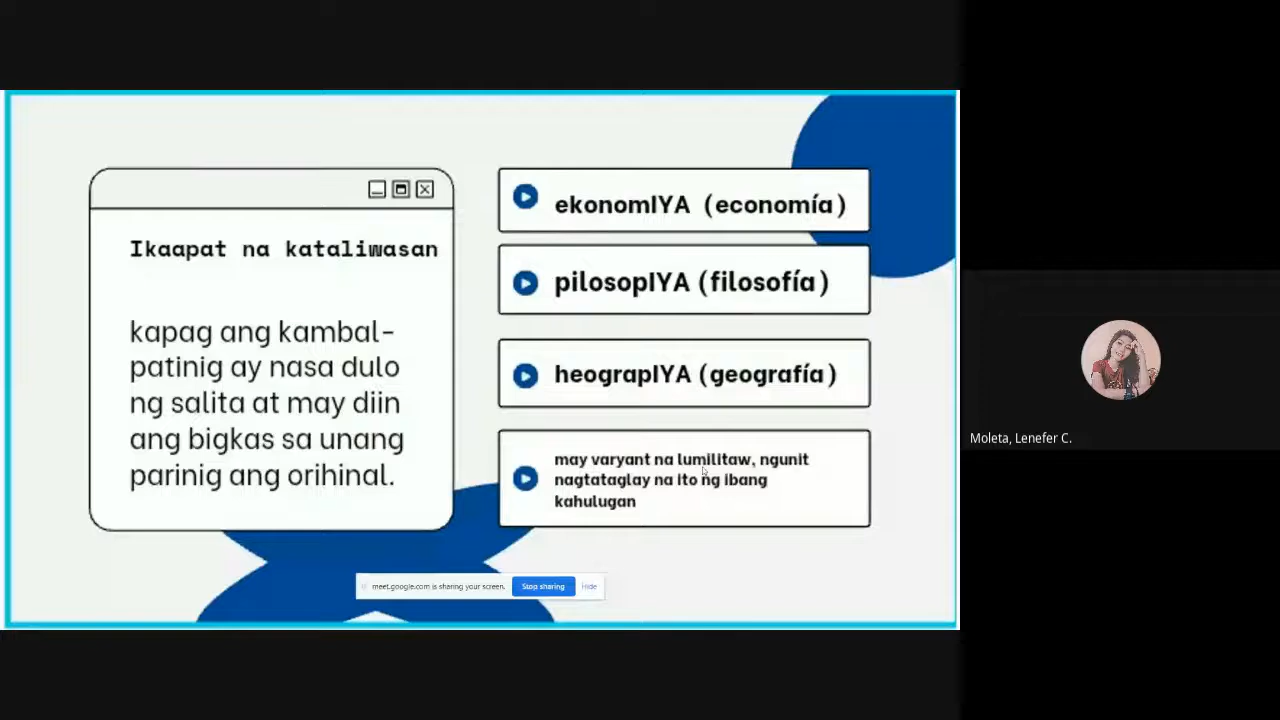 Ikaapat na kataliwasan
kapag ang kambal-
patinig ay nasa dulo
ng salita at may diin
ang bigkas sa unang
parinig ang orihinal.
ekonomIYA (economía)
pilosopIYA (filosofía)
heograpIYA (geografía)
may varyant na lumilitaw, ngunit
nagtataglay na ito ng ibang
kahulugan
meet.google.com is sharing your screen. Stop sharing Hide
Moleta, Lenefer C.